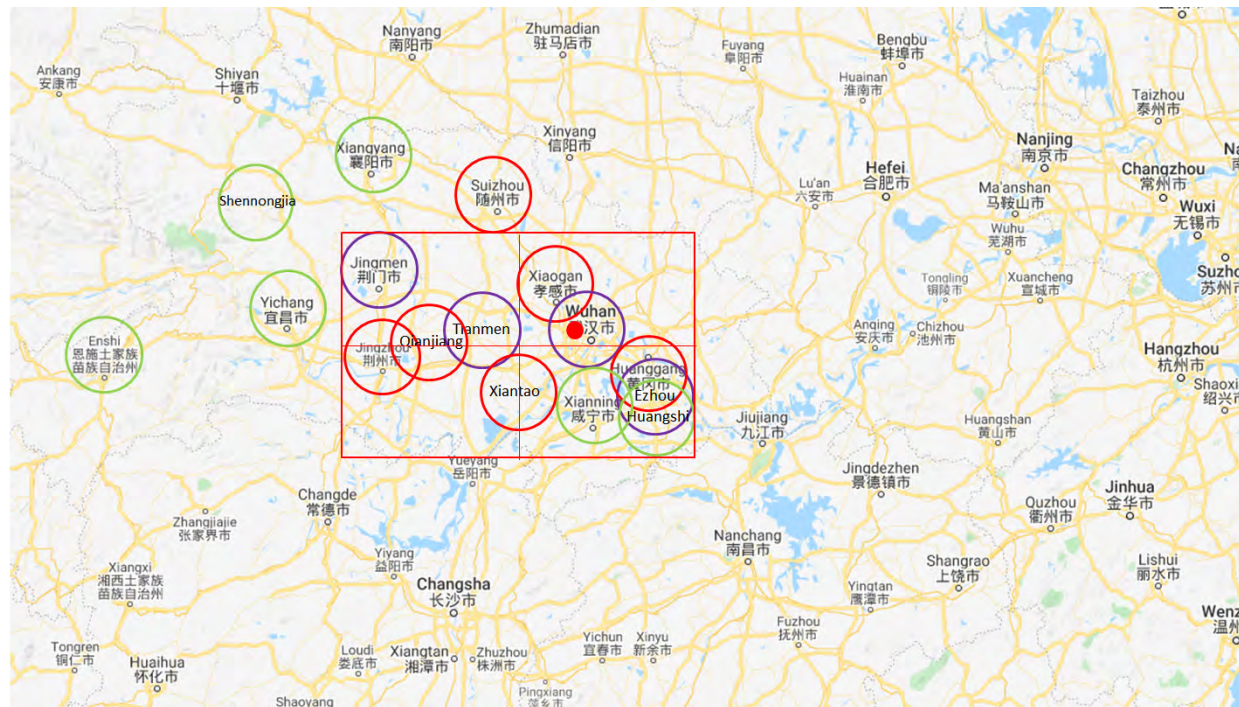 Nanyang
南阳市
Zhumadian
驻马店市
Fuyang
阜阳市
Bengbu
蚌埠市
Ankang
安康市
Shiyan
十堰市
Huainan
淮南市
Taizhou
泰州市
Xinyang
信阳市
Xiangyang
襄阳市
Nanjing
南京市
Hefei
合肥市
Changzhou
常州市
Suizhou
随州市
Lu'an
六安市
Ma'anshan
马鞍山市
Shennongjia
Wuxi
无锡市
Wuhu
芜湖市
Jingmen
荆门市
Xiaogan
孝感市
Tongling
铜陵市
Xuancheng
宣城市
Suzho
苏州市
Yichang
宜昌市
Wuhan
汉市
Tianmen
Qianjiang
Anqing
安庆市
Chizhou
池州市
Enshi
恩施土家族
苗族自治州
Jingzhou
荆州市
Hangzhou
杭州市
Huanggang
黄冈市
Xiantao
Ezhou
Shaoxi
绍兴市
Xianning
咸宁市
Huangshi
Jiujiang
九江市
Huangshan
黄山市
Yueyang
岳阳市
Jingdezhen
景德镇市
Changde
常德市
Quzhou
衢州市
Jinhua
金华市
Zhangjiajie
张家界市
Nanchang
南昌市
Yiyang
益阳市
Xiangxi
湘西土家族
苗族自治州
Changsha
长沙市
Shangrao
上饶市
Lishui
丽水市
Yingtan
鹰潭市
Wenz
温州
Fuzhou
抚州市
Tongren
铜仁市
Huaihua
怀化市
Loudi
娄底市
Xiangtan
湘潭市
Zhuzhou
株洲市
Yichun
宜春市
Xinyu
新余市
Pingxiang
萍乡市
Shaoyang